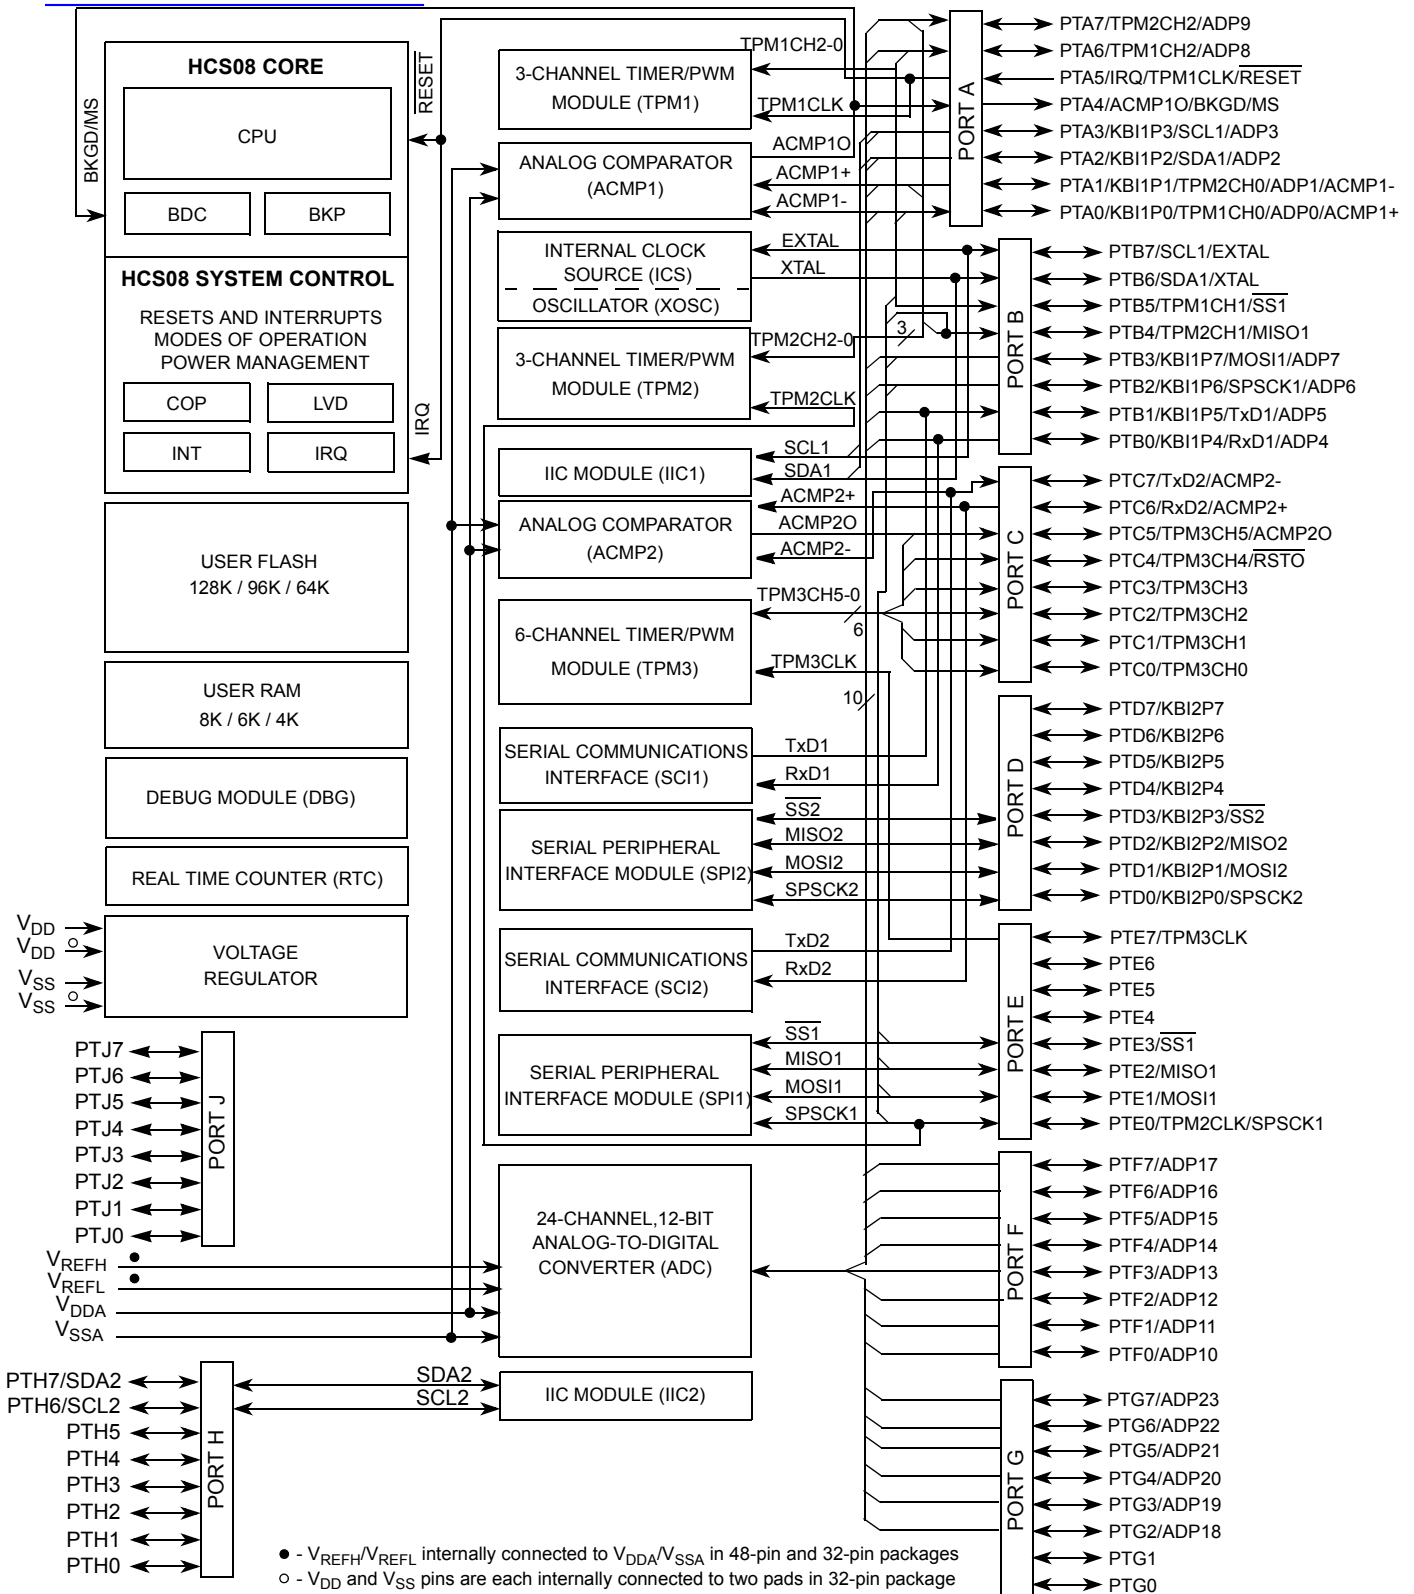 HCS08 CORE
CPU
BDC
BKP
BKGD/MS
RESET
HCS08 SYSTEM CONTROL
RESETS AND INTERRUPTS
MODES OF OPERATION
POWER MANAGEMENT
COP
LVD
INT
IRQ
IRQ
USER FLASH
128K / 96K / 64K
USER RAM
8K / 6K / 4K
DEBUG MODULE (DBG)
REAL TIME COUNTER (RTC)
VDD
VDD
VSS
VSS
VOLTAGE
REGULATOR
PTJ7
PTJ6
PTJ5
PTJ4
PTJ3
PTJ2
PTJ1
PTJ0
PORT J
VREFH
VREFL
VDDA
VSSA
PTH7/SDA2
PTH6/SCL2
PTH5
PTH4
PTH3
PTH2
PTH1
PTH0
PORT H
3-CHANNEL TIMER/PWM
MODULE (TPM1)
TPM1CH2-0
TPM1CLK
ANALOG COMPARATOR
(ACMP1)
ACMP1O
ACMP1+
ACMP1-
INTERNAL CLOCK
SOURCE (ICS)
OSCILLATOR (XOSC)
EXTAL
XTAL
3-CHANNEL TIMER/PWM
MODULE (TPM2)
TPM2CH2-0
3
TPM2CLK
IIC MODULE (IIC1)
SCL1
SDA1
ANALOG COMPARATOR
(ACMP2)
ACMP2+
ACMP2O
ACMP2-
6-CHANNEL TIMER/PWM
MODULE (TPM3)
TPM3CH5-0
6
TPM3CLK
10
SERIAL COMMUNICATIONS
INTERFACE (SCI1)
TxD1
RxD1
SERIAL PERIPHERAL
INTERFACE MODULE (SPI2)
SS2
MISO2
MOSI2
SPSCK2
SERIAL COMMUNICATIONS
INTERFACE (SCI2)
TxD2
RxD2
SERIAL PERIPHERAL
INTERFACE MODULE (SPI1)
SS1
MISO1
MOSI1
SPSCK1
24-CHANNEL,12-BIT
ANALOG-TO-DIGITAL
CONVERTER (ADC)
SDA2
SCL2
IIC MODULE (IIC2)
PORT A
PTA7/TPM2CH2/ADP9
PTA6/TPM1CH2/ADP8
PTA5/IRQ/TPM1CLK/RESET
PTA4/ACMP1O/BKGD/MS
PTA3/KBI1P3/SCL1/ADP3
PTA2/KBI1P2/SDA1/ADP2
PTA1/KBI1P1/TPM2CH0/ADP1/ACMP1-
PTA0/KBI1P0/TPM1CH0/ADP0/ACMP1+
PORT B
PTB7/SCL1/EXTAL
PTB6/SDA1/XTAL
PTB5/TPM1CH1/SS1
PTB4/TPM2CH1/MISO1
PTB3/KBI1P7/MOSI1/ADP7
PTB2/KBI1P6/SPSCK1/ADP6
PTB1/KBI1P5/TxD1/ADP5
PTB0/KBI1P4/RxD1/ADP4
PORT C
PTC7/TxD2/ACMP2-
PTC6/RxD2/ACMP2+
PTC5/TPM3CH5/ACMP2O
PTC4/TPM3CH4/RSTO
PTC3/TPM3CH3
PTC2/TPM3CH2
PTC1/TPM3CH1
PTC0/TPM3CH0
PORT D
PTD7/KBI2P7
PTD6/KBI2P6
PTD5/KBI2P5
PTD4/KBI2P4
PTD3/KBI2P3/SS2
PTD2/KBI2P2/MISO2
PTD1/KBI2P1/MOSI2
PTD0/KBI2P0/SPSCK2
PORT E
PTE7/TPM3CLK
PTE6
PTE5
PTE4
PTE3/SS1
PTE2/MISO1
PTE1/MOSI1
PTE0/TPM2CLK/SPSCK1
PORT F
PTF7/ADP17
PTF6/ADP16
PTF5/ADP15
PTF4/ADP14
PTF3/ADP13
PTF2/ADP12
PTF1/ADP11
PTF0/ADP10
PORT G
PTG7/ADP23
PTG6/ADP22
PTG5/ADP21
PTG4/ADP20
PTG3/ADP19
PTG2/ADP18
PTG1
PTG0
● - VREFH/VREFL internally connected to VDDA/VSSA in 48-pin and 32-pin packages
○ - VDD and VSS pins are each internally connected to two pads in 32-pin package